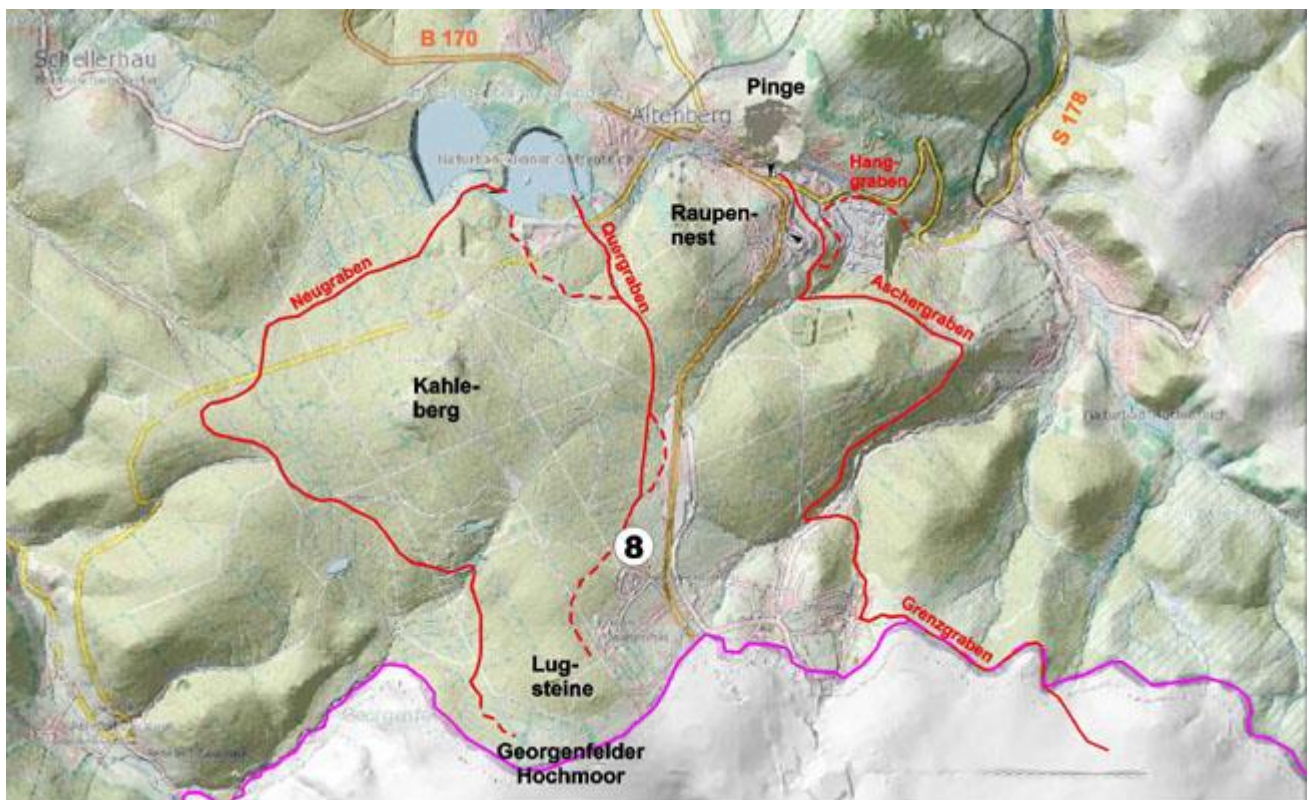 B 170
Schellerhau
Pinge
Altenberg
S 178
Hang-
graben
Raupen-
nest
Quergraben
Neugraben
Aschergraben
Kahle-
berg
8
Grenzgraben
Lug-
steine
Georgenfelder
Hochmoor